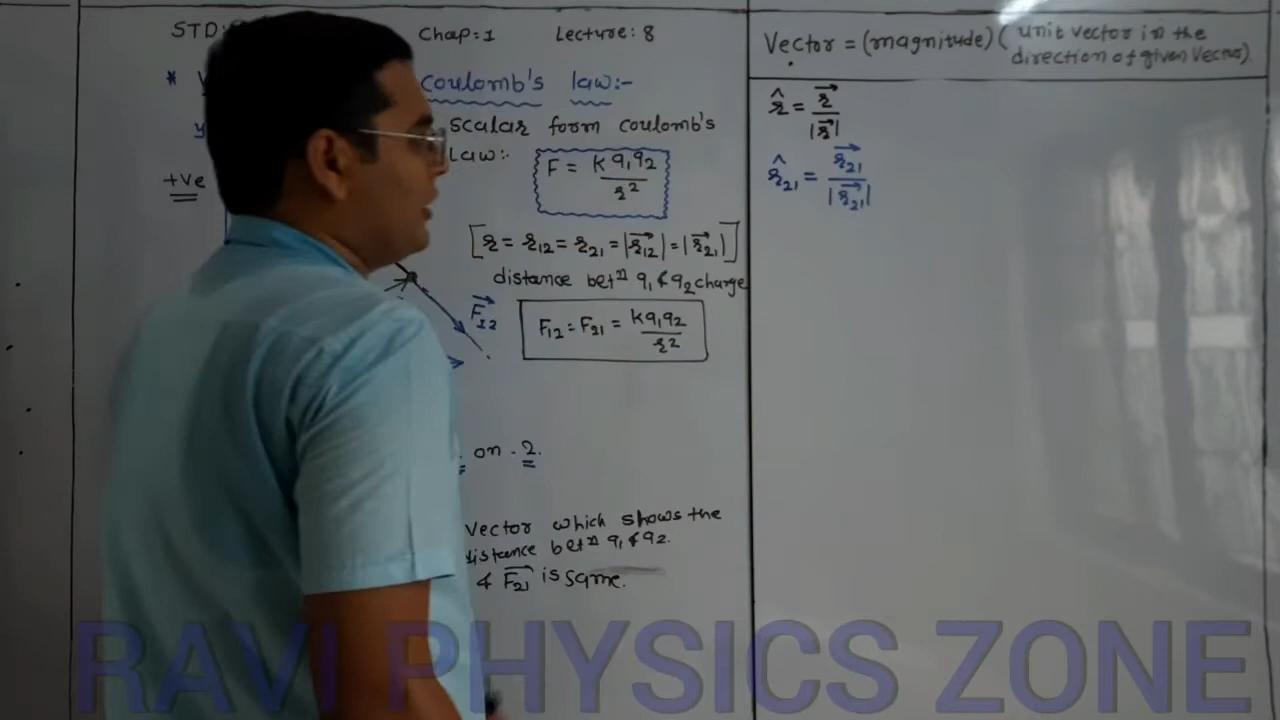 STD: Chap:1 Lecture: 8
* coulomb's law:-
scalar form coulomb's
Law:-
F = Kq₁q₂/r²
+ve
[r = r₁₂ = r₂₁ = |r⃗₁₂| = |r⃗₂₁|]
distance betⁿ q₁ & q₂ charge
F⃗₁₂
F₁₂ = F₂₁ = Kq₁q₂/r²
on 2.
Vector which shows the
distance betⁿ q₁ & q₂.
& F⃗₂₁ is same.
Vector = (magnitude) (unit vector in the
direction of given vector).
r̂ = r⃗/|r⃗|
r̂₂₁ = r⃗₂₁/|r⃗₂₁|
RAVI PHYSICS ZONE